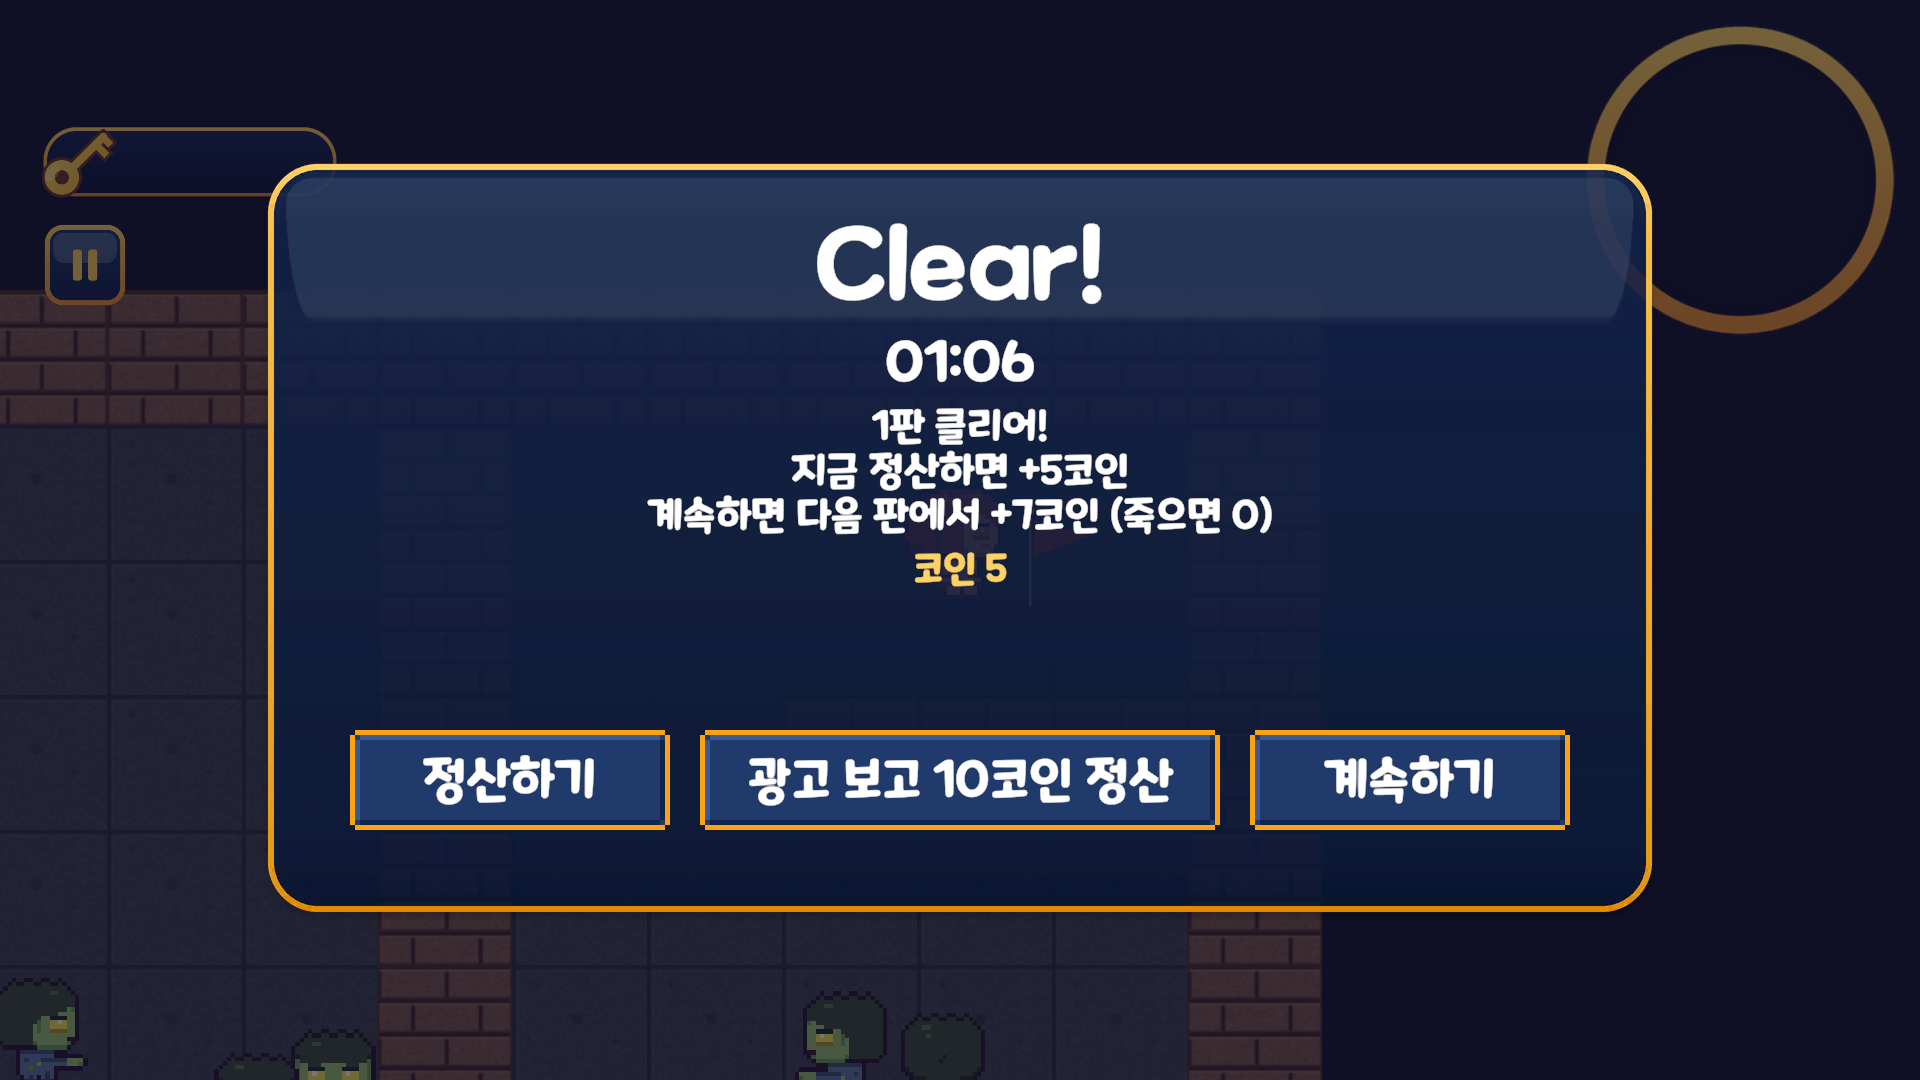 Clear!
01:06
1판 클리어!
지금 정산하면 +5코인
계속하면 다음 판에서 +7코인 (죽으면 0)
코인 5
정산하기
광고 보고 10코인 정산
계속하기